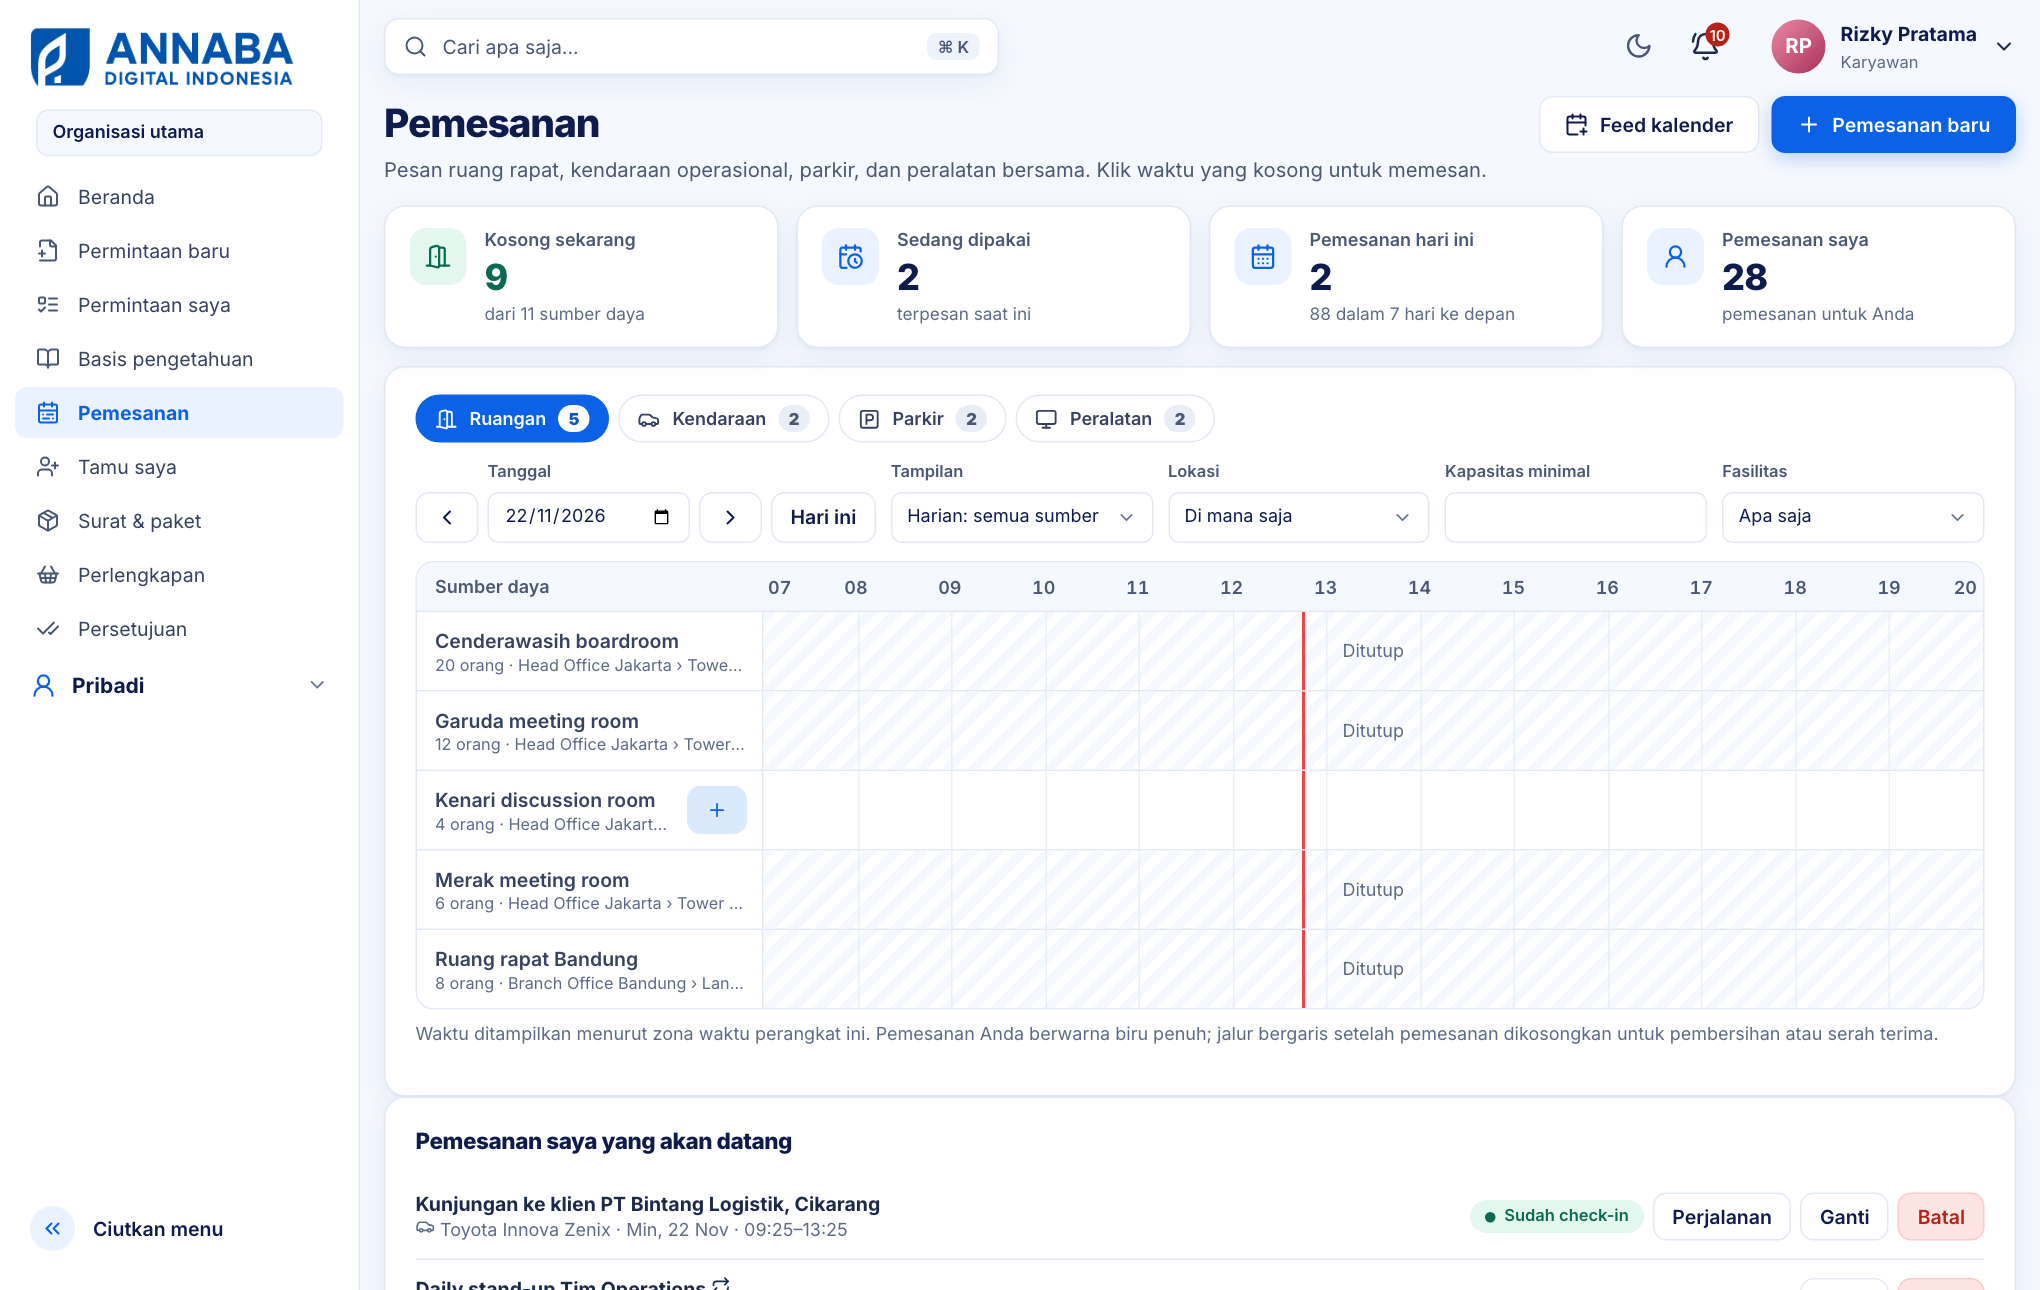 ANNABA
DIGITAL INDONESIA
Organisasi utama
Beranda
Permintaan baru
Permintaan saya
Basis pengetahuan
Pemesanan
Tamu saya
Surat & paket
Perlengkapan
Persetujuan
Pribadi
Ciutkan menu
Cari apa saja...
⌘ K
10
RP
Rizky Pratama
Karyawan
Pemesanan
Pesan ruang rapat, kendaraan operasional, parkir, dan peralatan bersama. Klik waktu yang kosong untuk memesan.
Feed kalender
Pemesanan baru
Kosong sekarang
9
dari 11 sumber daya
Sedang dipakai
2
terpesan saat ini
Pemesanan hari ini
2
88 dalam 7 hari ke depan
Pemesanan saya
28
pemesanan untuk Anda
Ruangan 5
Kendaraan 2
Parkir 2
Peralatan 2
Tanggal
22/11/2026
Hari ini
Tampilan
Harian: semua sumber
Lokasi
Di mana saja
Kapasitas minimal
Fasilitas
Apa saja
Sumber daya 07 08 09 10 11 12 13 14 15 16 17 18 19 20
Cenderawasih boardroom
20 orang · Head Office Jakarta › Towe...
Ditutup
Garuda meeting room
12 orang · Head Office Jakarta › Tower...
Ditutup
Kenari discussion room
4 orang · Head Office Jakart...
Merak meeting room
6 orang · Head Office Jakarta › Tower ...
Ditutup
Ruang rapat Bandung
8 orang · Branch Office Bandung › Lan...
Ditutup
Waktu ditampilkan menurut zona waktu perangkat ini. Pemesanan Anda berwarna biru penuh; jalur bergaris setelah pemesanan dikosongkan untuk pembersihan atau serah terima.
Pemesanan saya yang akan datang
Kunjungan ke klien PT Bintang Logistik, Cikarang
Toyota Innova Zenix · Min, 22 Nov · 09:25–13:25
Sudah check-in
Perjalanan
Ganti
Batal
Daily stand-up Tim Operations